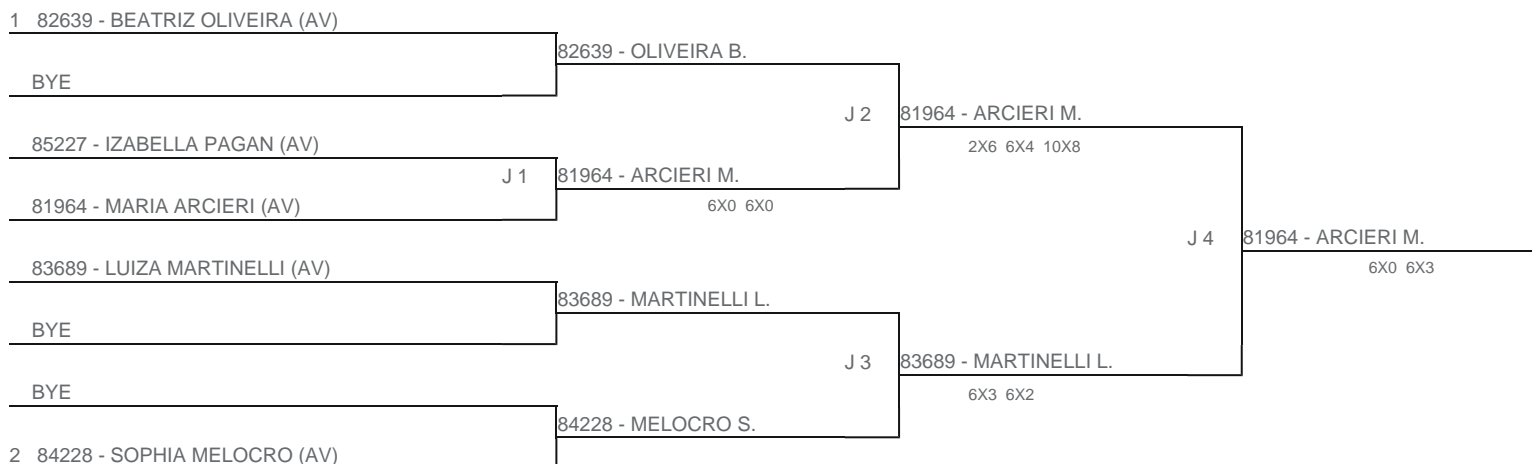 1 82639 - BEATRIZ OLIVEIRA (AV)
82639 - OLIVEIRA B.
BYE
J 2 81964 - ARCIERI M.
85227 - IZABELLA PAGAN (AV)
2X6 6X4 10X8
J 1 81964 - ARCIERI M.
81964 - MARIA ARCIERI (AV)
6X0 6X0
J 4 81964 - ARCIERI M.
83689 - LUIZA MARTINELLI (AV)
6X0 6X3
83689 - MARTINELLI L.
BYE
J 3 83689 - MARTINELLI L.
BYE
6X3 6X2
84228 - MELOCRO S.
2 84228 - SOPHIA MELOCRO (AV)